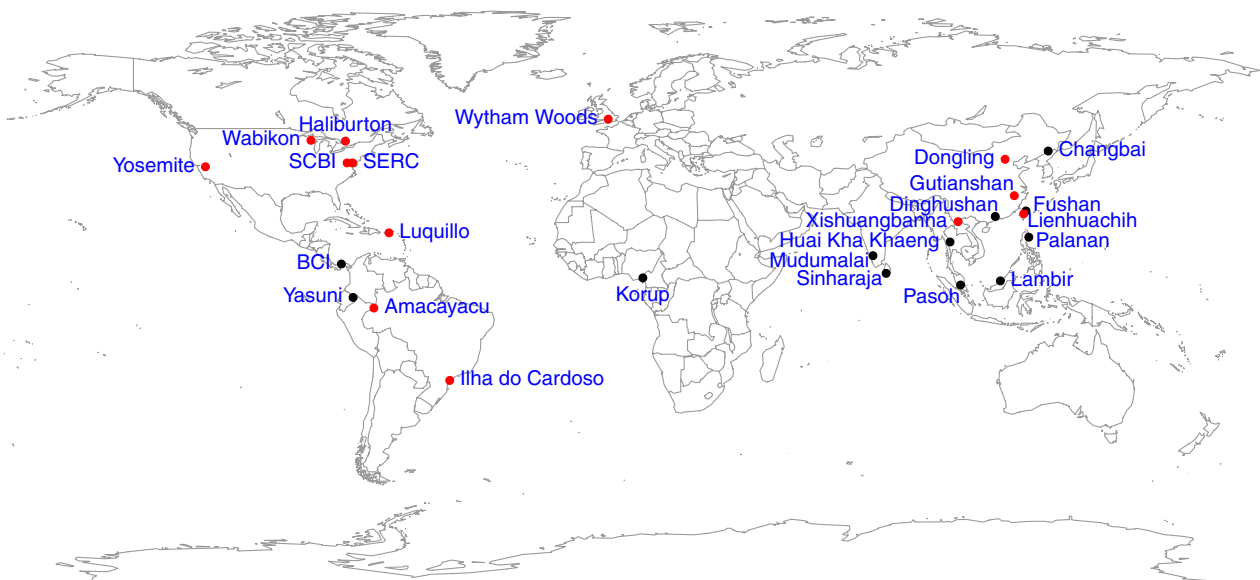 Wytham Woods
Haliburton
Wabikon
Yosemite
SCBI
SERC
Changbai
Dongling
Gutianshan
Dinghushan
Fushan
Xishuangbanna
Lienhuachih
Luquillo
Huai Kha Khaeng
Palanan
BCI
Mudumalai
Sinharaja
Lambir
Yasuni
Korup
Pasoh
Amacayacu
Ilha do Cardoso